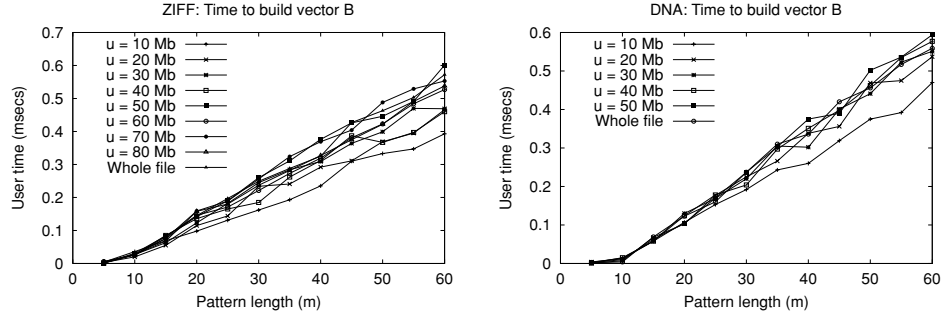 ZIFF: Time to build vector B
User time (msecs)
0.7
0.6
0.5
0.4
0.3
0.2
0.1
0
u = 10 Mb
u = 20 Mb
u = 30 Mb
u = 40 Mb
u = 50 Mb
u = 60 Mb
u = 70 Mb
u = 80 Mb
Whole file
0 10 20 30 40 50 60
Pattern length (m)
DNA: Time to build vector B
User time (msecs)
0.6
0.5
0.4
0.3
0.2
0.1
0
u = 10 Mb
u = 20 Mb
u = 30 Mb
u = 40 Mb
u = 50 Mb
Whole file
0 10 20 30 40 50 60
Pattern length (m)